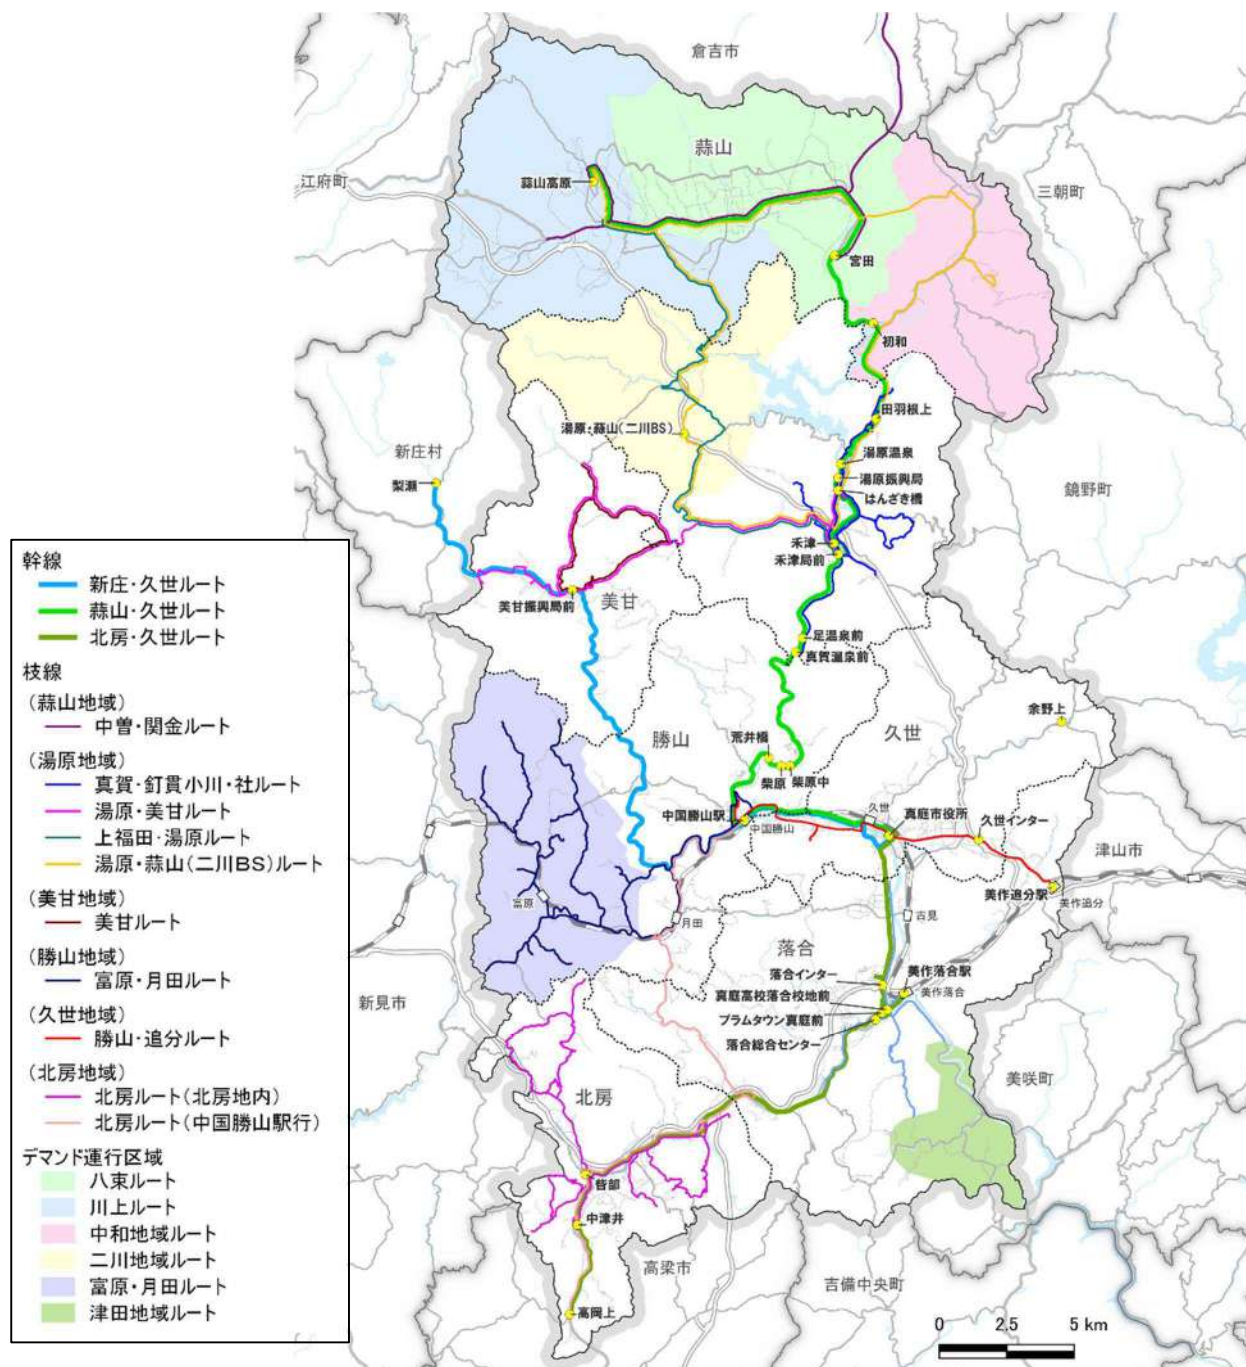 倉吉市
蒜山
江府町
蒜山高原
三朝町
宮田
初和
田羽根上
新庄村
湯原・蒜山(二川BS)
湯原温泉
梨瀬
湯原振興局
はんざき橋
鏡野町
禾津
禾津局前
美甘振興局前
美甘
足温泉前
真賀温泉前
余野上
勝山
荒井橋
久世
柴原
柴原中
中国勝山駅
中国勝山
久世
真庭市役所
久世インター
津山市
美作追分駅
美作追分
富原
月田
古見
落合
落合インター
美作落合駅
美作落合
新見市
真庭高校落合校地前
プラムタウン真庭前
落合総合センター
美咲町
北房
呰部
中津井
高梁市
吉備中央町
高岡上
0 2.5 5 km
幹線
新庄・久世ルート
蒜山・久世ルート
北房・久世ルート
枝線
(蒜山地域)
中曽・関金ルート
(湯原地域)
真賀・釘貫小川・社ルート
湯原・美甘ルート
上福田・湯原ルート
湯原・蒜山(二川BS)ルート
(美甘地域)
美甘ルート
(勝山地域)
富原・月田ルート
(久世地域)
勝山・追分ルート
(北房地域)
北房ルート(北房地内)
北房ルート(中国勝山駅行)
デマンド運行区域
八束ルート
川上ルート
中和地域ルート
二川地域ルート
富原・月田ルート
津田地域ルート